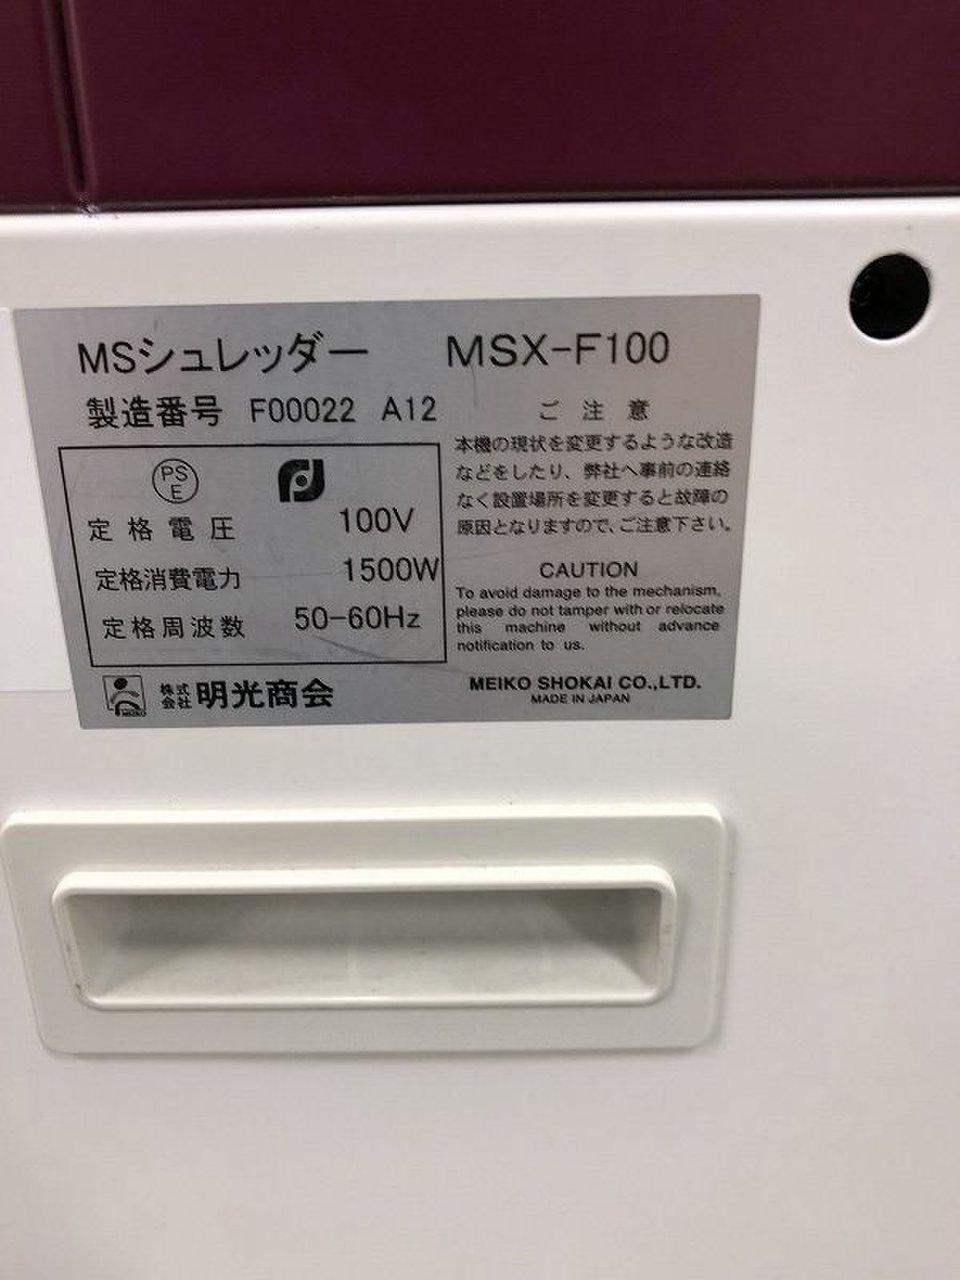 MSシュレッダー MSX-F100
製造番号 F00022 A12
PS
E
定格電圧 100V
定格消費電力 1500W
定格周波数 50-60Hz
ご注意
本機の現状を変更するような改造
などをしたり、弊社へ事前の連絡
なく設置場所を変更すると故障の
原因となりますので、ご注意下さい。
CAUTION
To avoid damage to the mechanism,
please do not tamper with or relocate
this machine without advance
notification to us.
MEIKO
株式会社 明光商会
MEIKO SHOKAI CO.,LTD.
MADE IN JAPAN